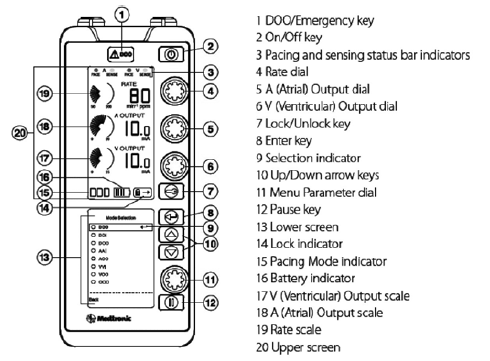 1
DOO
PACE A SENSE
PACE V SENSE
RATE
80
min⁻¹ ppm
A OUTPUT
10.0
mA
V OUTPUT
10.0
mA
DDD
Mode Selection
DDD
DDI
DOO
AAI
AOO
VVI
VOO
OOO
Back
Medtronic
2
3
4
5
6
7
8
9
10
11
12
13
14
15
16
17
18
19
20
1 DOO/Emergency key
2 On/Off key
3 Pacing and sensing status bar indicators
4 Rate dial
5 A (Atrial) Output dial
6 V (Ventricular) Output dial
7 Lock/Unlock key
8 Enter key
9 Selection indicator
10 Up/Down arrow keys
11 Menu Parameter dial
12 Pause key
13 Lower screen
14 Lock indicator
15 Pacing Mode indicator
16 Battery indicator
17 V (Ventricular) Output scale
18 A (Atrial) Output scale
19 Rate scale
20 Upper screen